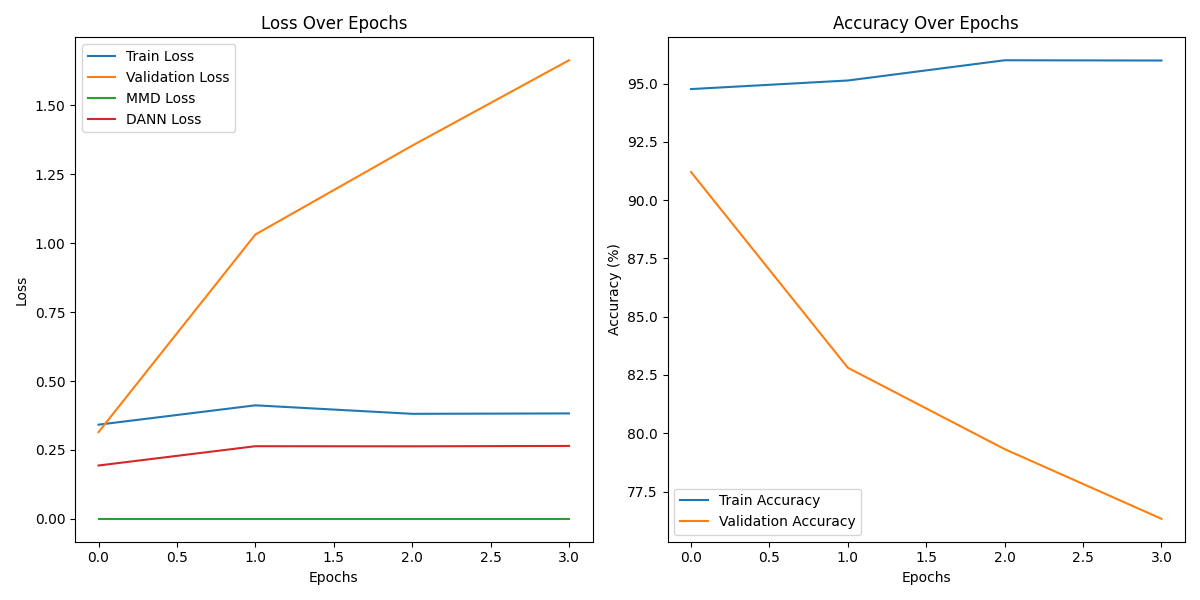 Loss Over Epochs
Train Loss
Validation Loss
MMD Loss
DANN Loss
1.50
1.25
1.00
0.75
0.50
0.25
0.00
Loss
0.0 0.5 1.0 1.5 2.0 2.5 3.0
Epochs
Accuracy Over Epochs
95.0
92.5
90.0
87.5
85.0
82.5
80.0
77.5
Accuracy (%)
Train Accuracy
Validation Accuracy
0.0 0.5 1.0 1.5 2.0 2.5 3.0
Epochs